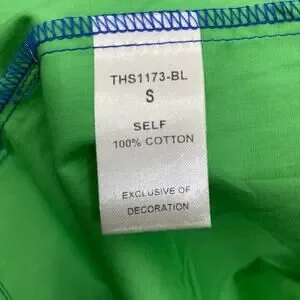 THS1173-BL
S
SELF
100% COTTON
EXCLUSIVE OF
DECORATION